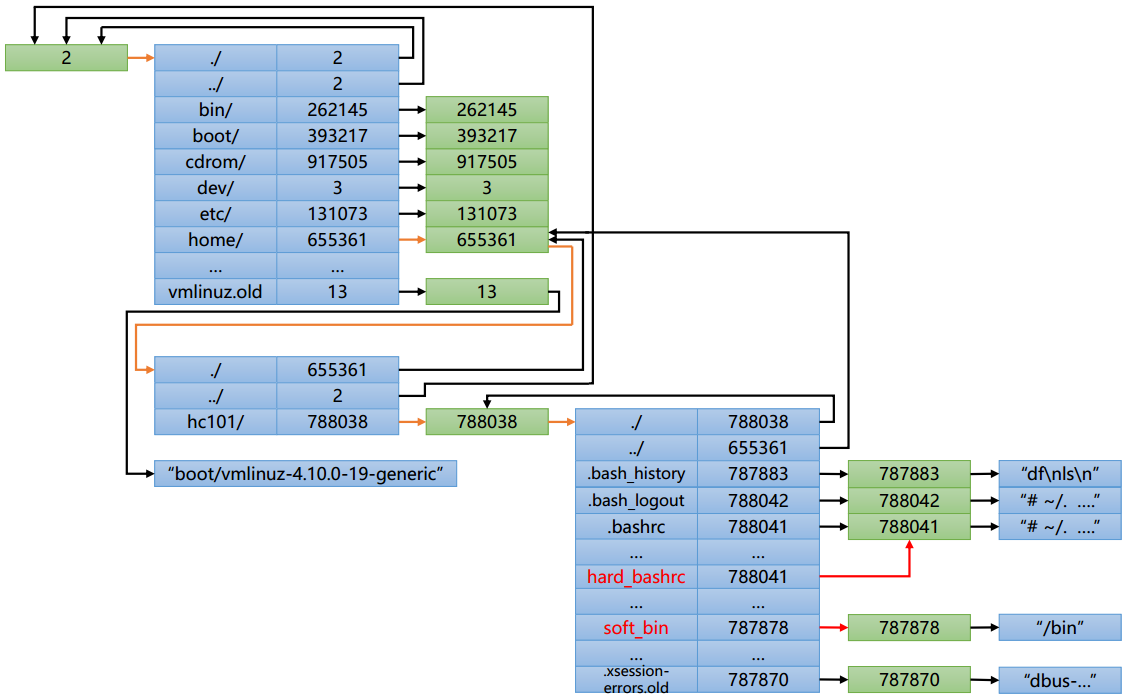 2
./ 2
../ 2
bin/ 262145 262145
boot/ 393217 393217
cdrom/ 917505 917505
dev/ 3 3
etc/ 131073 131073
home/ 655361 655361
... ...
vmlinuz.old 13 13
./ 655361
../ 2
hc101/ 788038 788038
"boot/vmlinuz-4.10.0-19-generic"
./ 788038
../ 655361
.bash_history 787883 787883 "df\nls\n"
.bash_logout 788042 788042 "# ~/. ...."
.bashrc 788041 788041 "# ~/. ...."
... ...
hard_bashrc 788041
... ...
soft_bin 787878 787878 "/bin"
... ...
.xsession-
errors.old 787870 787870 "dbus-..."